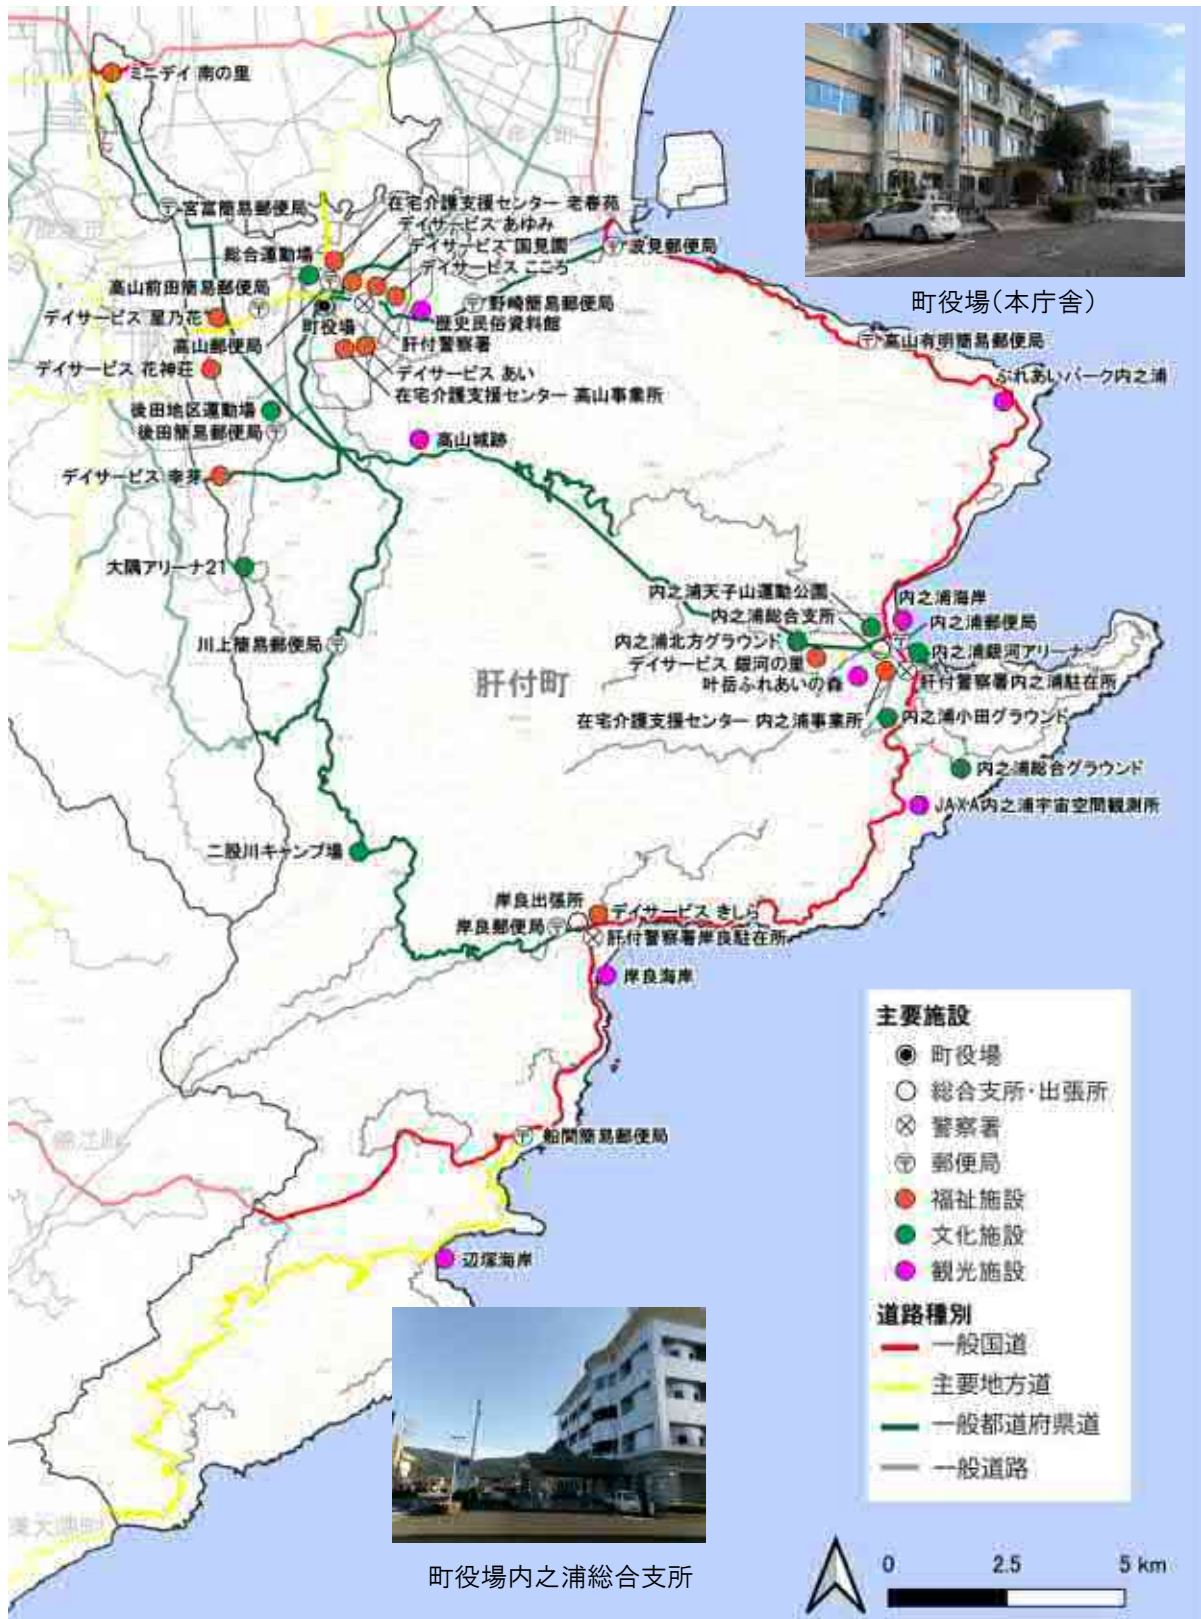 ミニデイ 南の里
宮富簡易郵便局
在宅介護支援センター 老春苑
デイサービス あゆみ
総合運動場
デイサービス 国見園
波見郵便局
デイサービス こころ
高山前田簡易郵便局
野崎簡易郵便局
町役場(本庁舎)
デイサービス 星乃花
町役場
歴史民俗資料館
高山郵便局
肝付警察署
高山有明簡易郵便局
デイサービス 花神荘
デイサービス あい
ふれあいパーク内之浦
在宅介護支援センター 高山事業所
後田地区運動場
後田簡易郵便局
高山城跡
デイサービス 幸芽
大隅アリーナ21
内之浦天子山運動公園
内之浦海岸
内之浦総合支所
内之浦郵便局
川上簡易郵便局
内之浦北方グラウンド
内之浦銀河アリーナ
デイサービス 銀河の里
肝付町
叶岳ふれあいの森
肝付警察署内之浦駐在所
在宅介護支援センター 内之浦事業所
内之浦小田グラウンド
内之浦総合グラウンド
JAXA内之浦宇宙空間観測所
二股川キャンプ場
岸良出張所
デイサービス きしら
岸良郵便局
肝付警察署岸良駐在所
岸良海岸
主要施設
町役場
総合支所・出張所
警察署
船間簡易郵便局
錦江町
郵便局
福祉施設
文化施設
辺塚海岸
観光施設
道路種別
一般国道
主要地方道
一般都道府県道
一般道路
南大隅町
町役場内之浦総合支所
0 2.5 5 km